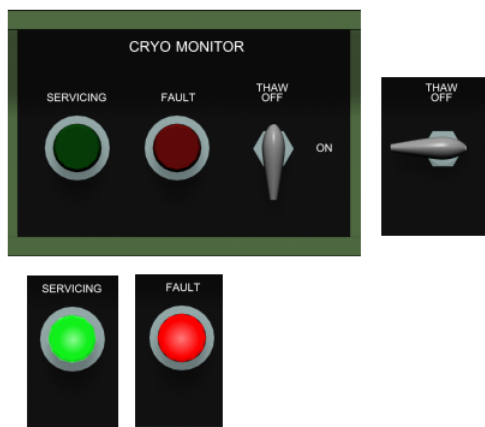 CRYO MONITOR
SERVICING
FAULT
THAW
OFF
ON
THAW
OFF
SERVICING
FAULT